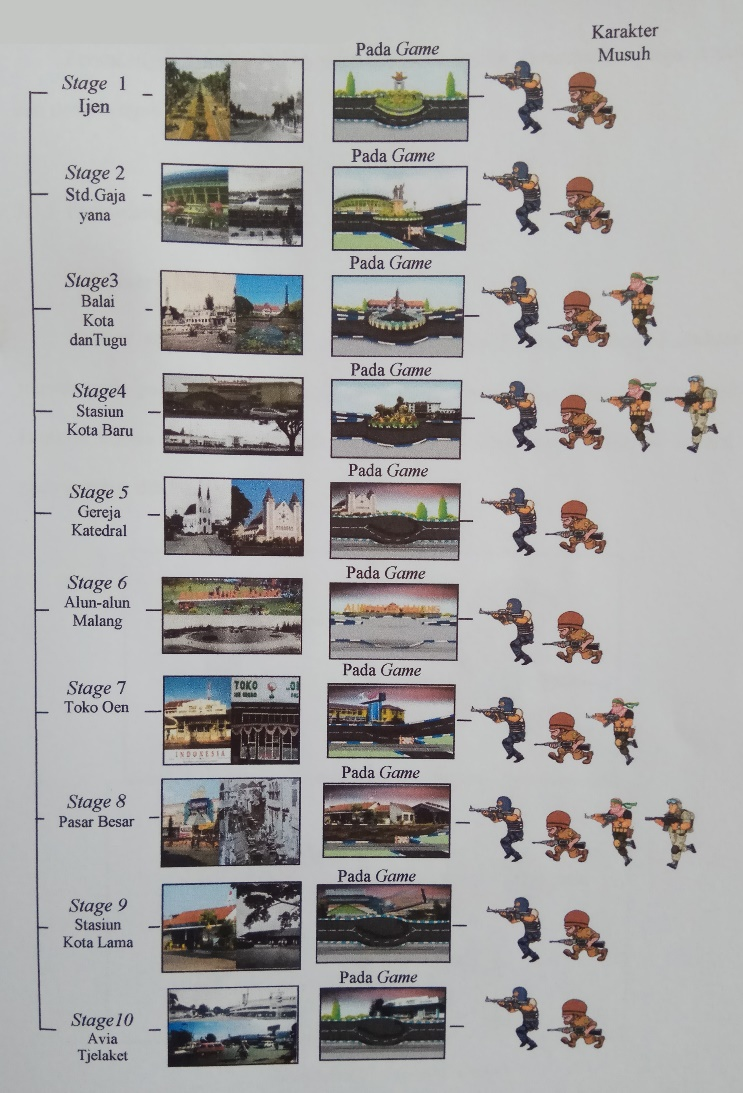 Karakter
Musuh
Pada Game
Stage 1
Ijen
Pada Game
Stage 2
Std.Gaja
yana
Pada Game
Stage3
Balai
Kota
danTugu
Pada Game
Stage4
Stasiun
Kota Baru
Pada Game
Stage 5
Gereja
Katedral
Pada Game
Stage 6
Alun-alun
Malang
Pada Game
Stage 7
Toko Oen
TOKO
INDONESIA
Pada Game
Stage 8
Pasar Besar
Pada Game
Stage 9
Stasiun
Kota Lama
Pada Game
Stage10
Avia
Tjelaket